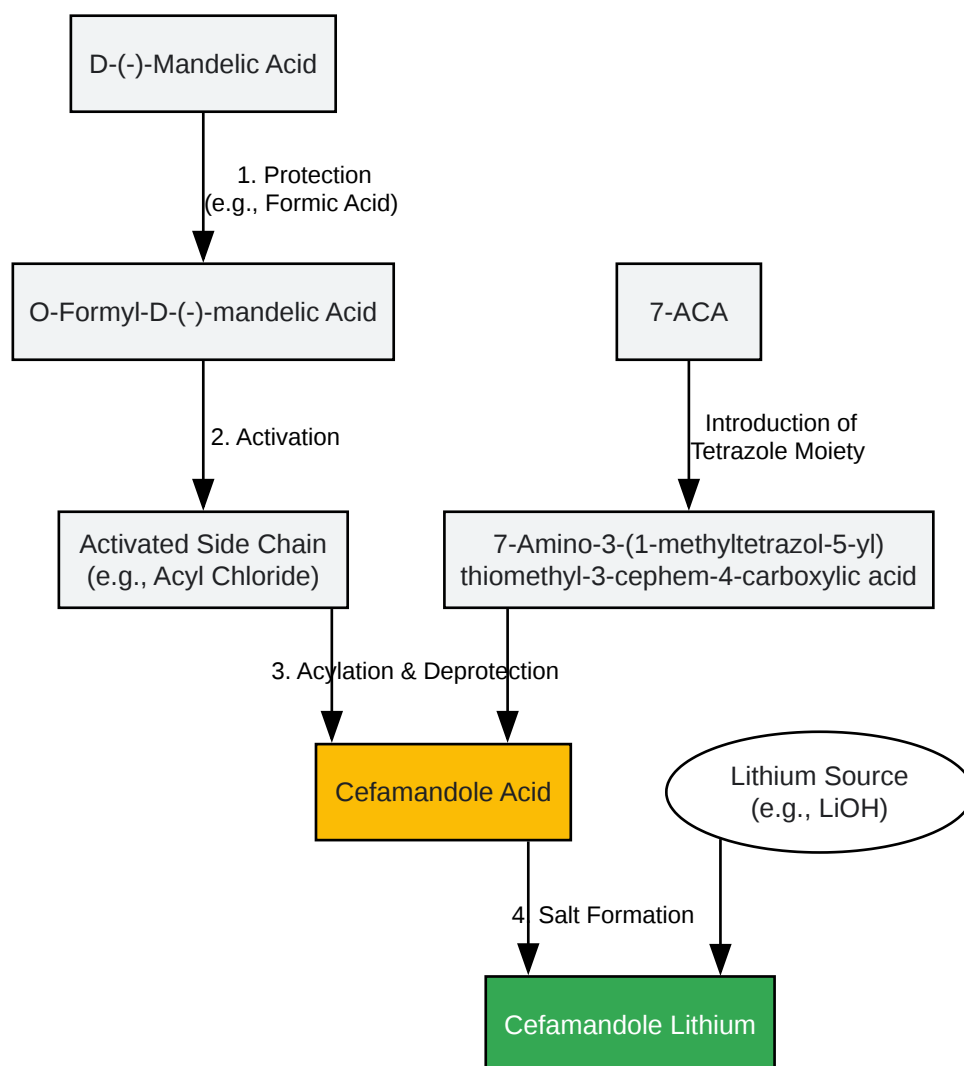 D-(-)-Mandelic Acid
1. Protection
(e.g., Formic Acid)
O-Formyl-D-(-)-mandelic Acid
7-ACA
2. Activation
Introduction of
Tetrazole Moiety
Activated Side Chain
(e.g., Acyl Chloride)
7-Amino-3-(1-methyltetrazol-5-yl)
thiomethyl-3-cephem-4-carboxylic acid
3. Acylation & Deprotection
Cefamandole Acid
Lithium Source
(e.g., LiOH)
4. Salt Formation
Cefamandole Lithium